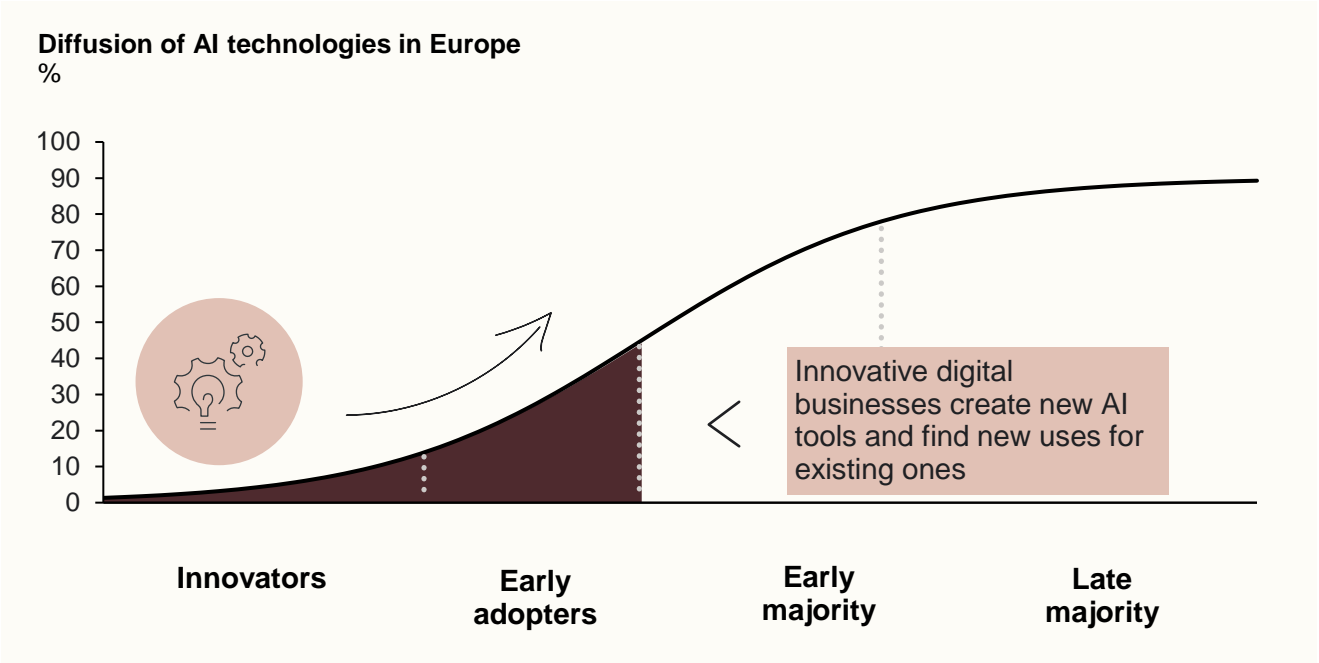 Diffusion of AI technologies in Europe
%
100
90
80
70
60
50
40
30
20
10
0
Innovative digital
businesses create new AI
tools and find new uses for
existing ones
Innovators
Early
adopters
Early
majority
Late
majority